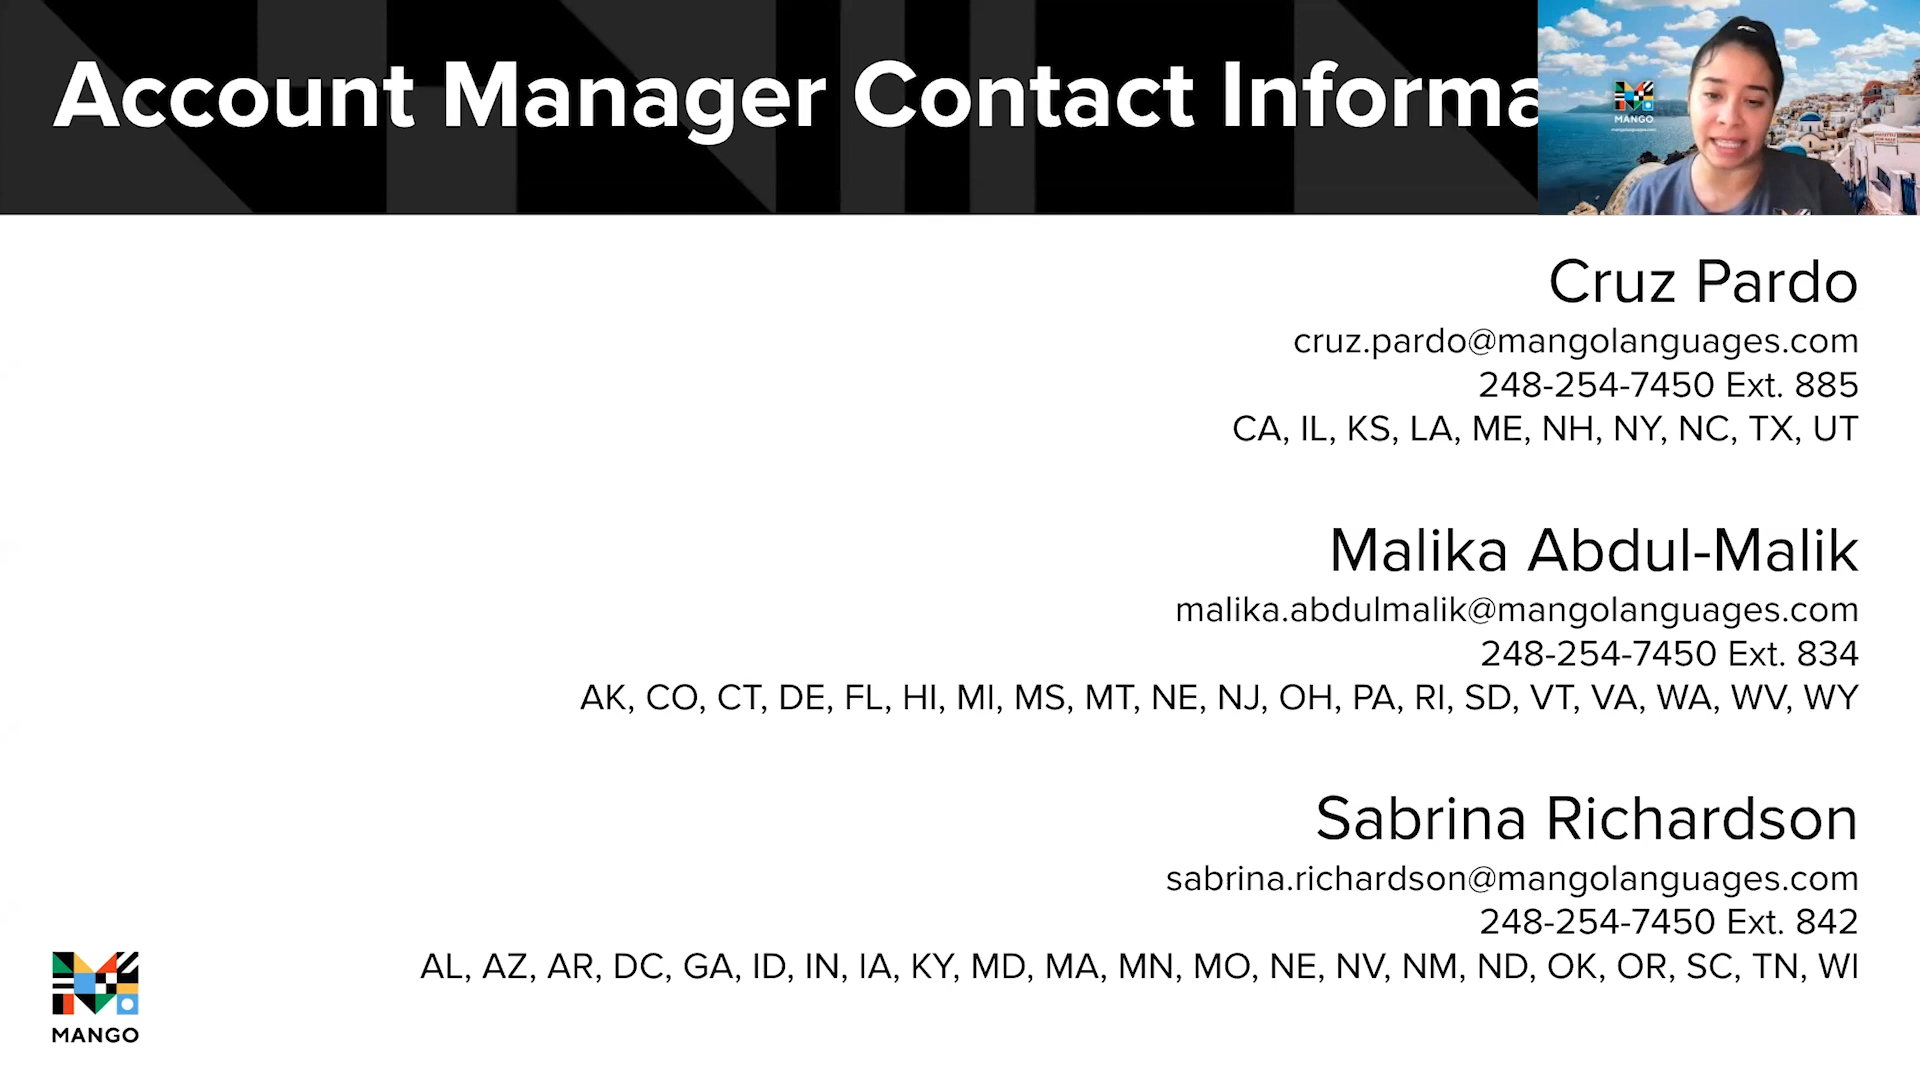 Account Manager Contact Informa
MANGO
Cruz Pardo
cruz.pardo@mangolanguages.com
248-254-7450 Ext. 885
CA, IL, KS, LA, ME, NH, NY, NC, TX, UT
Malika Abdul-Malik
malika.abdulmalik@mangolanguages.com
248-254-7450 Ext. 834
AK, CO, CT, DE, FL, HI, MI, MS, MT, NE, NJ, OH, PA, RI, SD, VT, VA, WA, WV, WY
Sabrina Richardson
sabrina.richardson@mangolanguages.com
248-254-7450 Ext. 842
AL, AZ, AR, DC, GA, ID, IN, IA, KY, MD, MA, MN, MO, NE, NV, NM, ND, OK, OR, SC, TN, WI
MANGO